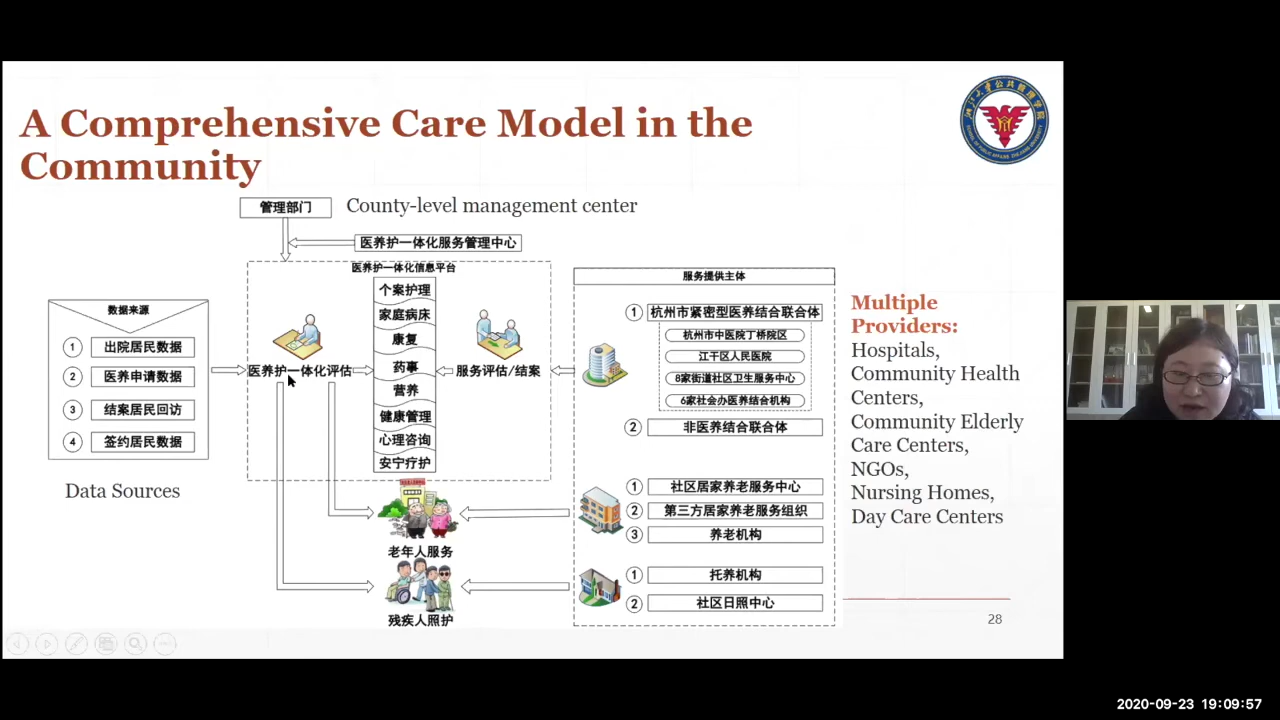 A Comprehensive Care Model in the
Community
管理部门
County-level management center
医养护一体化服务管理中心
医养护一体化信息平台
服务提供主体
数据来源
① 出院居民数据
② 医养申请数据
③ 结案居民回访
④ 签约居民数据
Data Sources
医养护一体化评估
个案护理
家庭病床
康复
药事
营养
健康管理
心理咨询
安宁疗护
服务评估/结案
老年人服务
残疾人照护
① 杭州市紧密型医养结合联合体
杭州市中医院丁桥院区
江干区人民医院
8家街道社区卫生服务中心
6家社会办医养结合机构
② 非医养结合联合体
① 社区居家养老服务中心
② 第三方居家养老服务组织
③ 养老机构
① 托养机构
② 社区日照中心
Multiple
Providers:
Hospitals,
Community Health
Centers,
Community Elderly
Care Centers,
NGOs,
Nursing Homes,
Day Care Centers
28
2020-09-23 19:09:57